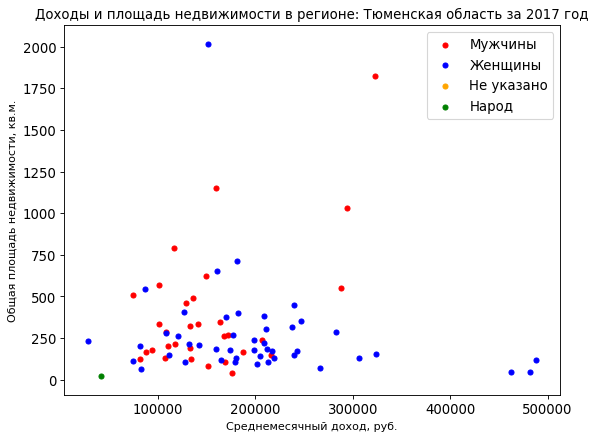 Доходы и площадь недвижимости в регионе: Тюменская область за 2017 год
Мужчины
Женщины
Не указано
Народ
Общая площадь недвижимости, кв.м.
2000
1750
1500
1250
1000
750
500
250
0
100000 200000 300000 400000 500000
Среднемесячный доход, руб.